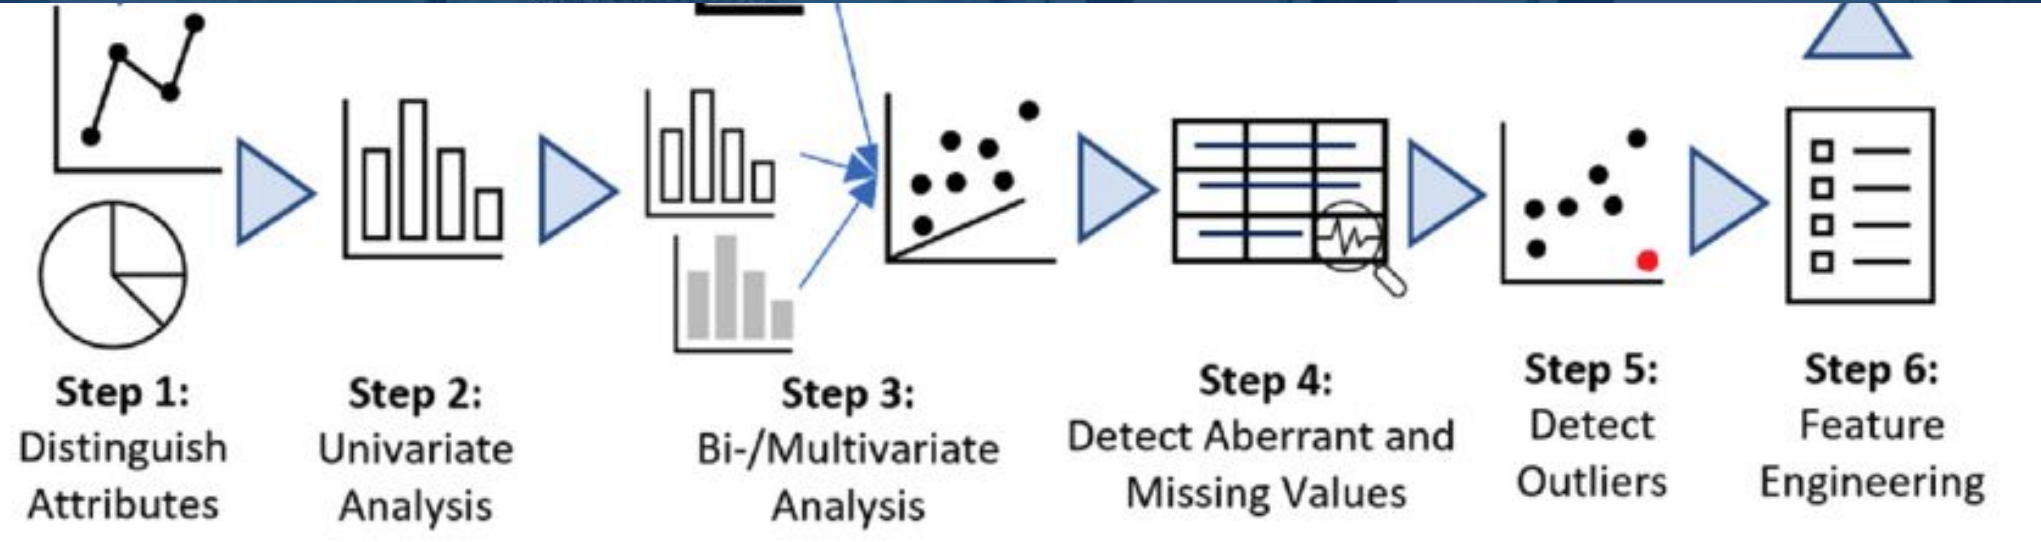 Step 1:
Distinguish
Attributes
Step 2:
Univariate
Analysis
Step 3:
Bi-/Multivariate
Analysis
Step 4:
Detect Aberrant and
Missing Values
Step 5:
Detect
Outliers
Step 6:
Feature
Engineering